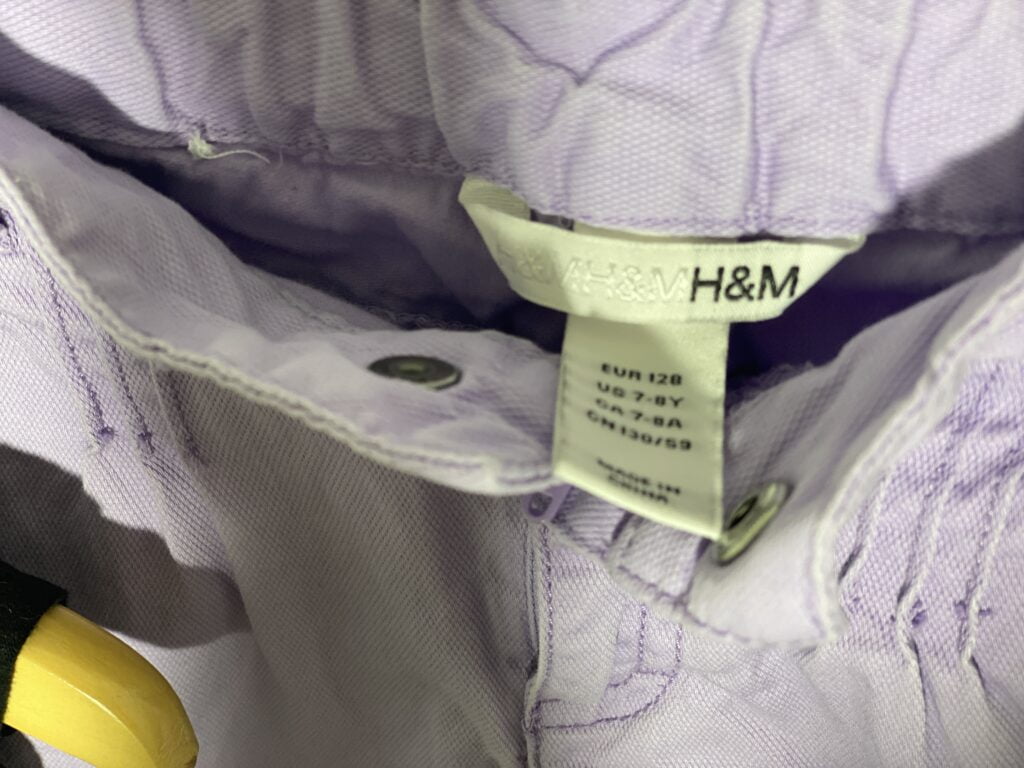 H&M H&M H&M
EUR 128
US 7-8Y
CA 7-8A
CN 130/59
MADE IN
CHINA